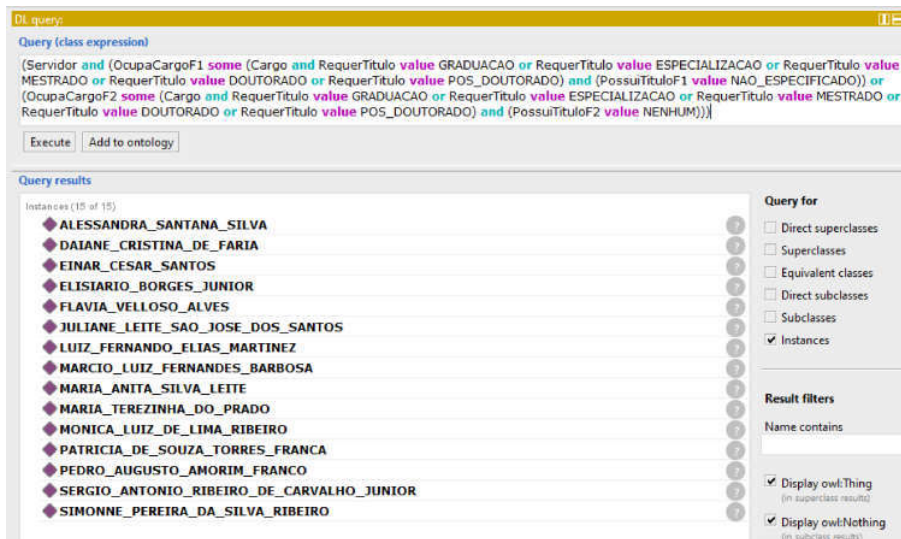 DL query:
Query (class expression)
(Servidor and (OcupaCargoF1 some (Cargo and RequerTitulo value GRADUACAO or RequerTitulo value ESPECIALIZACAO or RequerTitulo value
MESTRADO or RequerTitulo value DOUTORADO or RequerTitulo value POS_DOUTORADO) and (PossuiTituloF1 value NAO_ESPECIFICADO)) or
(OcupaCargoF2 some (Cargo and RequerTitulo value GRADUACAO or RequerTitulo value ESPECIALIZACAO or RequerTitulo value MESTRADO or
RequerTitulo value DOUTORADO or RequerTitulo value POS_DOUTORADO) and (PossuiTituloF2 value NENHUM)))
Execute Add to ontology
Query results
Instances (15 of 15)
ALESSANDRA_SANTANA_SILVA ?
DAIANE_CRISTINA_DE_FARIA ?
EINAR_CESAR_SANTOS ?
ELISIARIO_BORGES_JUNIOR ?
FLAVIA_VELLOSO_ALVES ?
JULIANE_LEITE_SAO_JOSE_DOS_SANTOS ?
LUIZ_FERNANDO_ELIAS_MARTINEZ ?
MARCIO_LUIZ_FERNANDES_BARBOSA ?
MARIA_ANITA_SILVA_LEITE ?
MARIA_TEREZINHA_DO_PRADO ?
MONICA_LUIZ_DE_LIMA_RIBEIRO ?
PATRICIA_DE_SOUZA_TORRES_FRANCA ?
PEDRO_AUGUSTO_AMORIM_FRANCO ?
SERGIO_ANTONIO_RIBEIRO_DE_CARVALHO_JUNIOR ?
SIMONNE_PEREIRA_DA_SILVA_RIBEIRO ?
Query for
Direct superclasses
Superclasses
Equivalent classes
Direct subclasses
Subclasses
Instances
Result filters
Name contains
Display owl:Thing
(in superclass results)
Display owl:Nothing
(in subclass results)